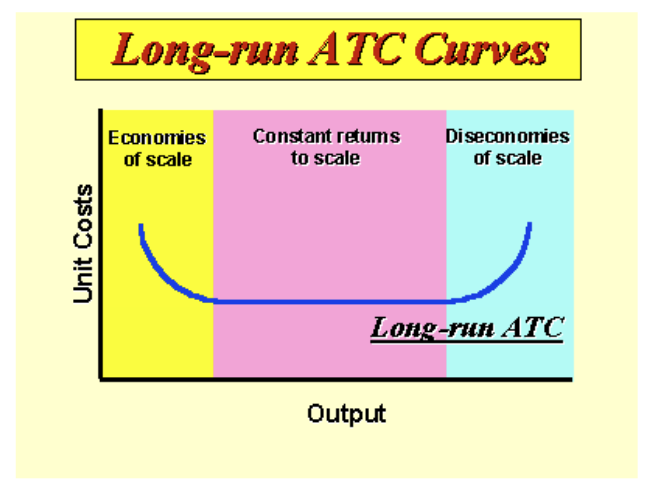 Long-run ATC Curves
Economies
of scale
Constant returns
to scale
Diseconomies
of scale
Unit Costs
Long-run ATC
Output